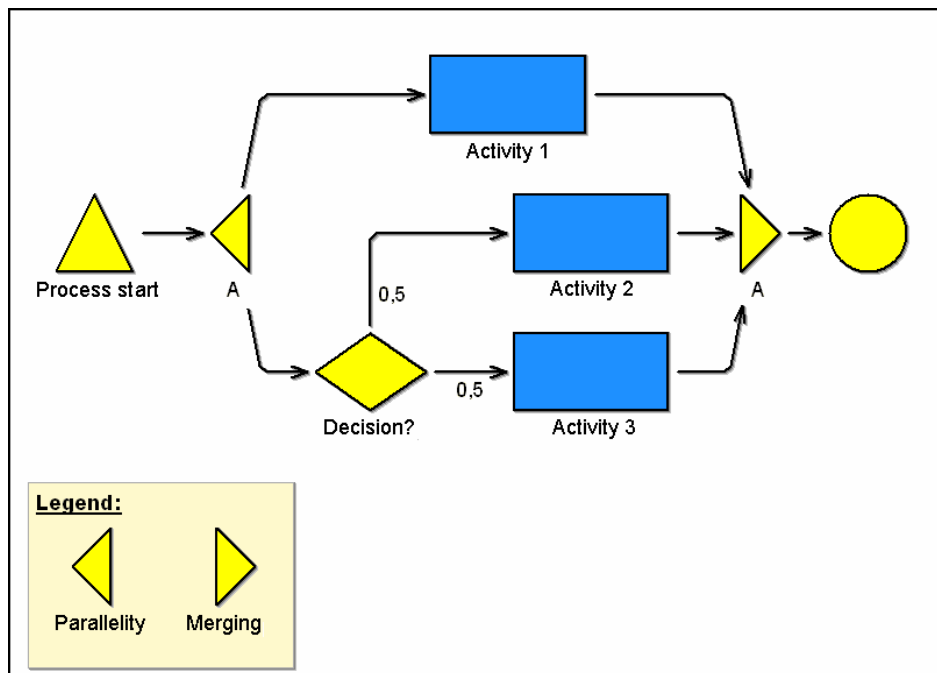 Activity 1
Process start
A
0,5
Activity 2
A
Decision?
0,5
Activity 3
Legend:
Parallelity
Merging